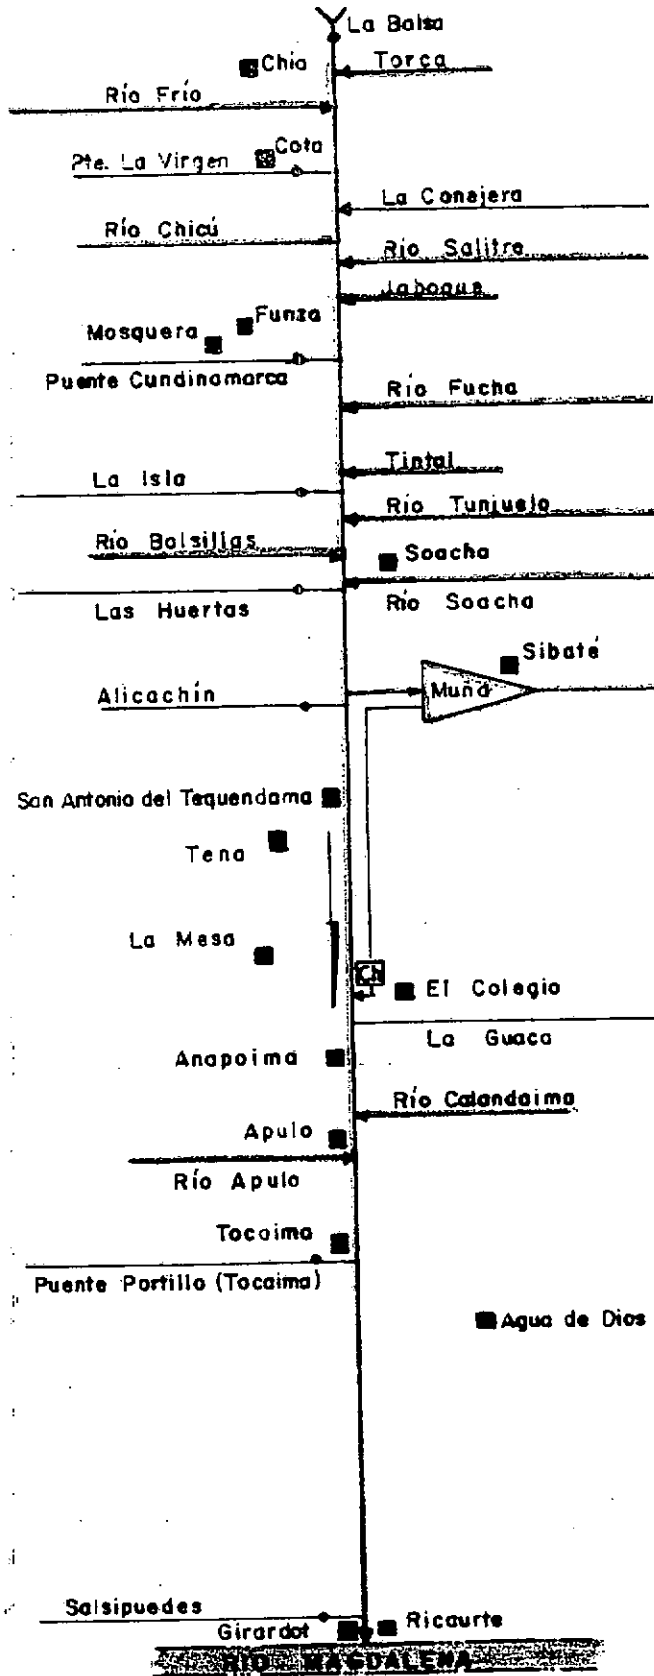 La Balsa
Chía
Torca
Río Frío
Cota
Pte. La Virgen
La Conejera
Río Chicú
Río Salitre
Jaboque
Funza
Mosquera
Puente Cundinamarca
Río Fucha
Tintal
La Isla
Río Tunjuelo
Río Balsillas
Soacha
Las Huertas
Río Soacha
Sibaté
Muña
Alicachín
San Antonio del Tequendama
Tena
La Mesa
Ch
El Colegio
La Guaca
Anapoima
Río Calandaima
Apulo
Río Apulo
Tocaima
Puente Portillo (Tocaima)
Agua de Dios
Salsipuedes
Girardot
Ricaurte
RIO MAGDALENA